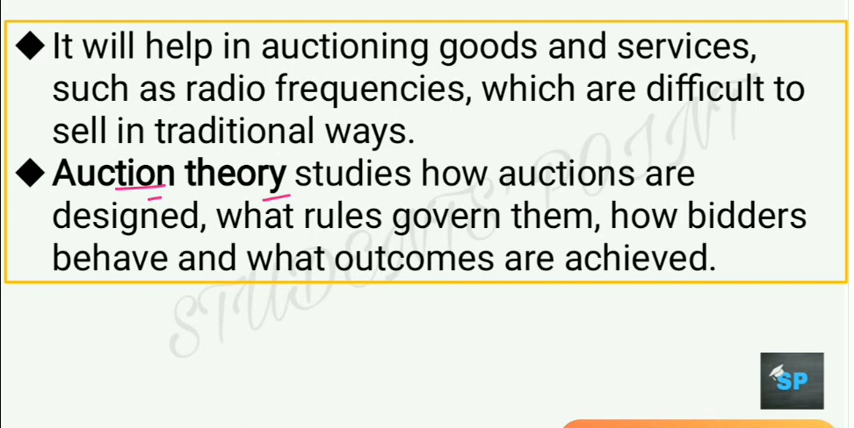 ◆ It will help in auctioning goods and services,
such as radio frequencies, which are difficult to
sell in traditional ways.
◆ Auction theory studies how auctions are
designed, what rules govern them, how bidders
behave and what outcomes are achieved.
STUDENTS' POINT
SP